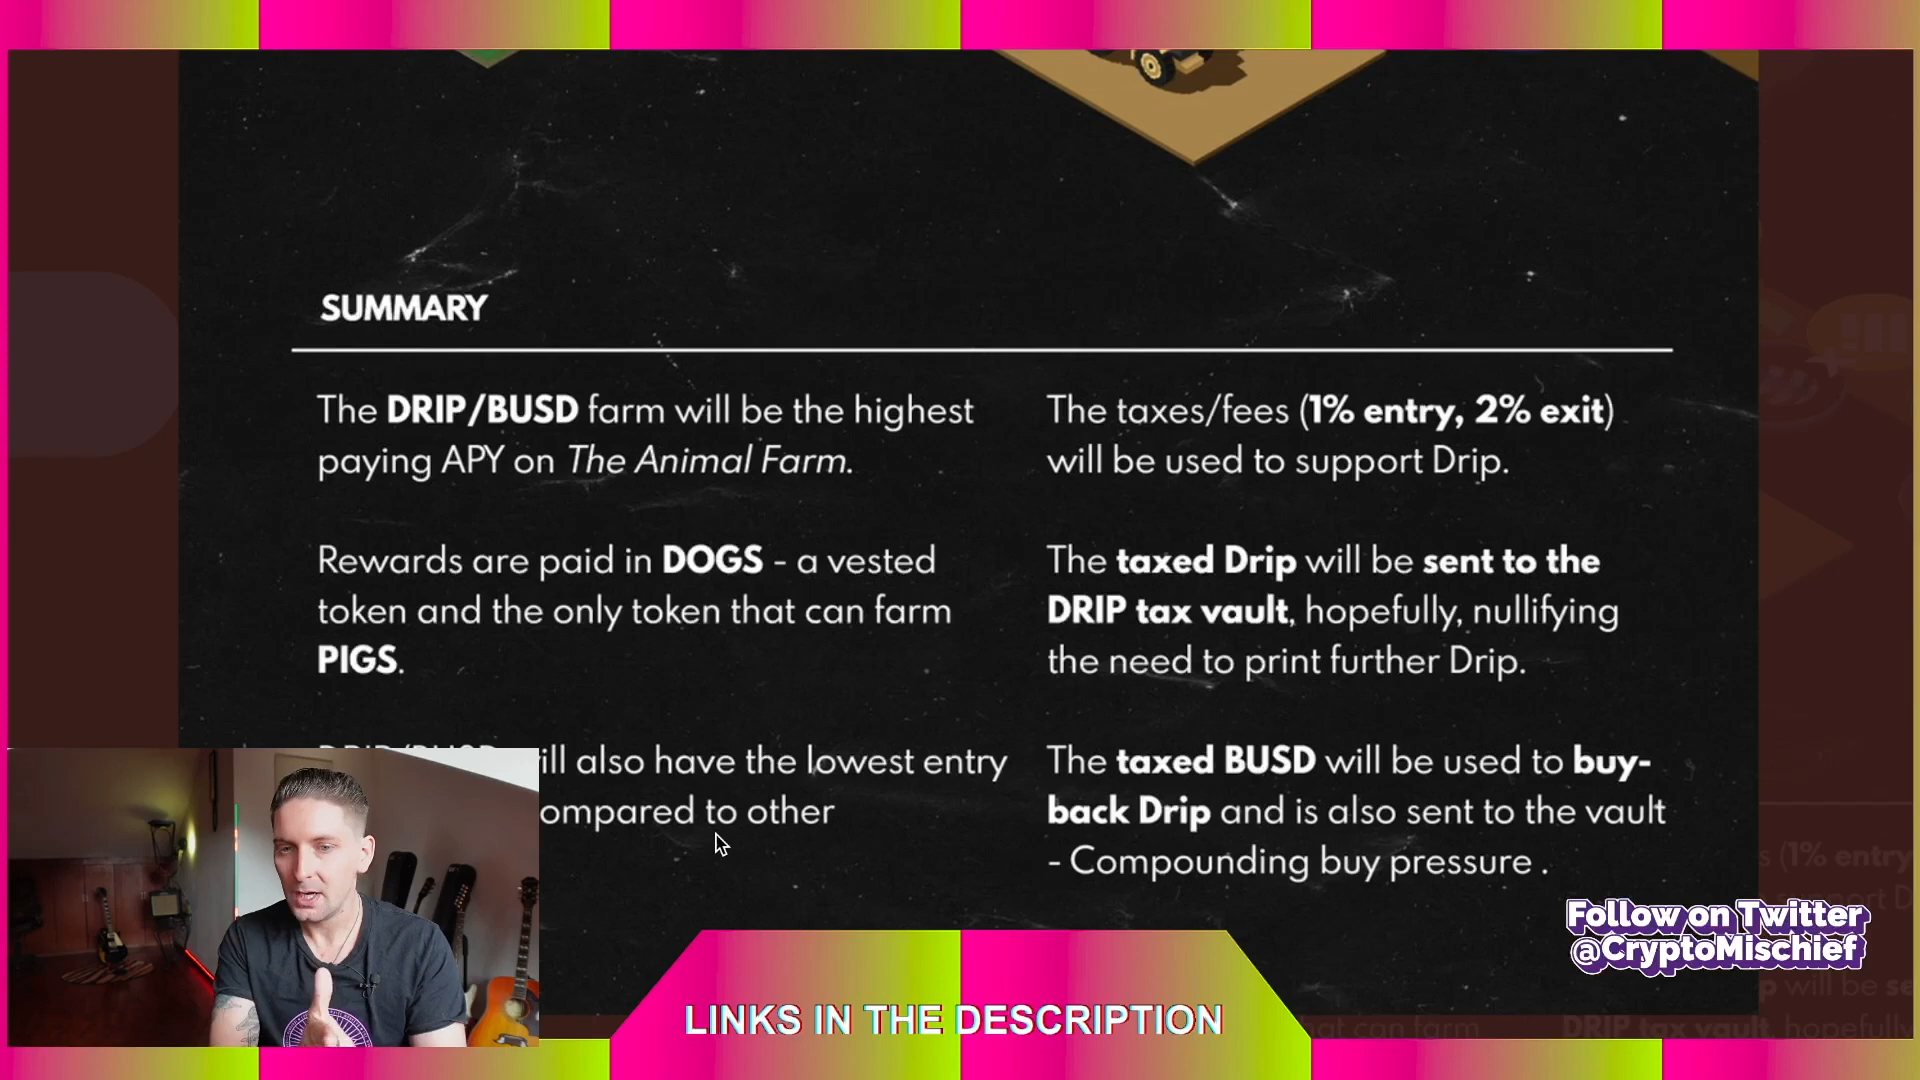 SUMMARY
The DRIP/BUSD farm will be the highest
paying APY on The Animal Farm.
Rewards are paid in DOGS - a vested
token and the only token that can farm
PIGS.
will also have the lowest entry
compared to other
The taxes/fees (1% entry, 2% exit)
will be used to support Drip.
The taxed Drip will be sent to the
DRIP tax vault, hopefully, nullifying
the need to print further Drip.
The taxed BUSD will be used to buy-
back Drip and is also sent to the vault
- Compounding buy pressure .
Follow on Twitter
@CryptoMischief
LINKS IN THE DESCRIPTION